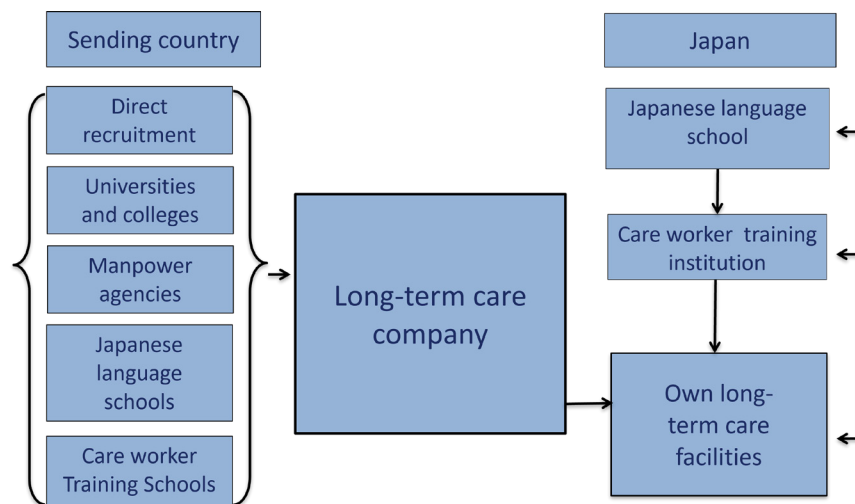 Sending country
Direct
recruitment
Universities
and colleges
Manpower
agencies
Japanese
language
schools
Care worker
Training Schools
Long-term care
company
Japan
Japanese language
school
Care worker training
institution
Own long-
term care
facilities